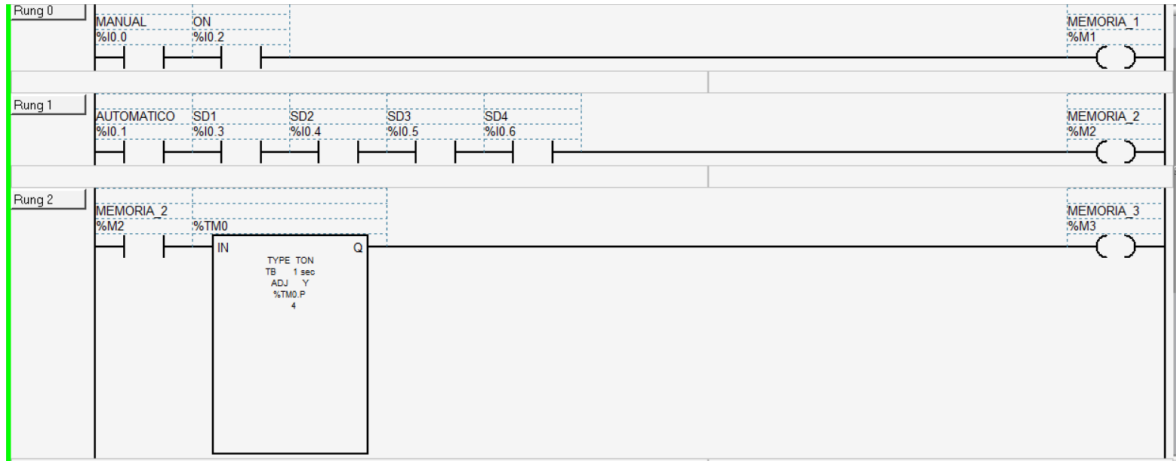 Rung 0
MANUAL ON MEMORIA_1
%I0.0 %I0.2 %M1
Rung 1
AUTOMATICO SD1 SD2 SD3 SD4 MEMORIA_2
%I0.1 %I0.3 %I0.4 %I0.5 %I0.6 %M2
Rung 2
MEMORIA_2 MEMORIA_3
%M2 %TM0 %M3
IN Q
TYPE TON
TB 1 sec
ADJ Y
%TM0.P
4